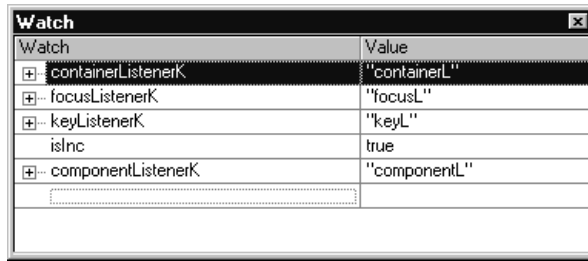 Watch
Watch Value
containerListenerK "containerL"
focusListenerK "focusL"
keyListenerK "keyL"
isInc true
componentListenerK "componentL"